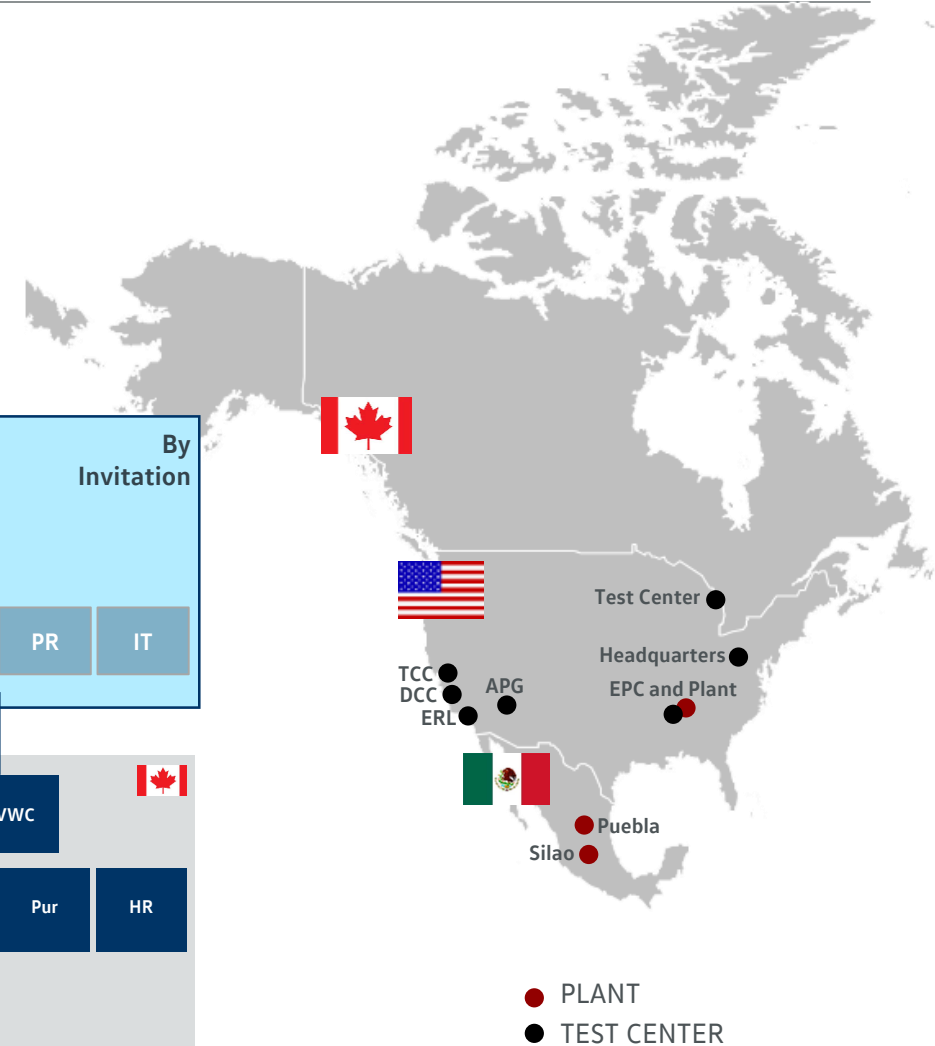 By
Invitation
PR
IT
Test Center
Headquarters
TCC
DCC
APG
EPC and Plant
ERL
VWC
Puebla
Silao
Pur
HR
PLANT
TEST CENTER